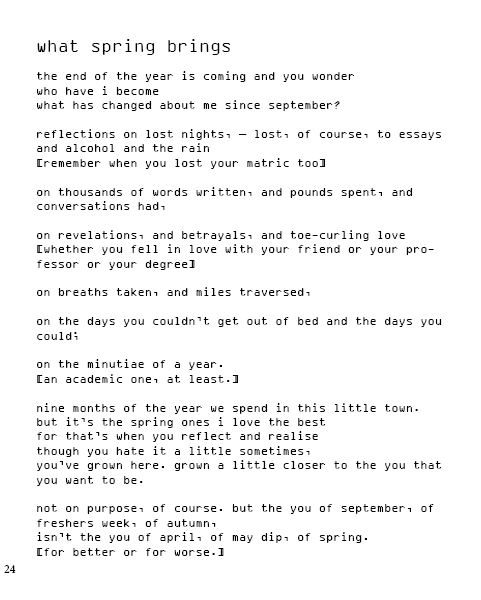 what spring brings
the end of the year is coming and you wonder
who have i become
what has changed about me since september?
reflections on lost nights, – lost, of course, to essays
and alcohol and the rain
[remember when you lost your matric too]
on thousands of words written, and pounds spent, and
conversations had,
on revelations, and betrayals, and toe-curling love
[whether you fell in love with your friend or your pro-
fessor or your degree]
on breaths taken, and miles traversed,
on the days you couldn't get out of bed and the days you
could;
on the minutiae of a year.
[an academic one, at least.]
nine months of the year we spend in this little town.
but it's the spring ones i love the best
for that's when you reflect and realise
though you hate it a little sometimes,
you've grown here. grown a little closer to the you that
you want to be.
not on purpose, of course. but the you of september, of
freshers week, of autumn,
isn't the you of april, of may dip, of spring.
[for better or for worse.]
24